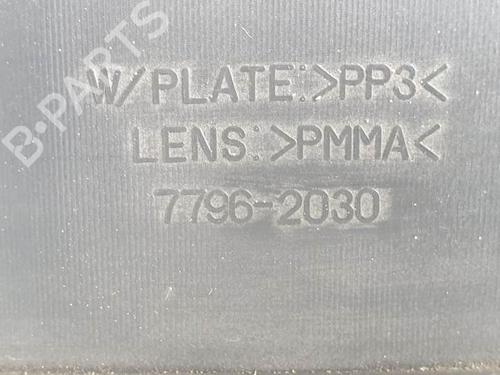 B-PARTS
W/PLATE:>PP3<
LENS:>PMMA<
7796-2030